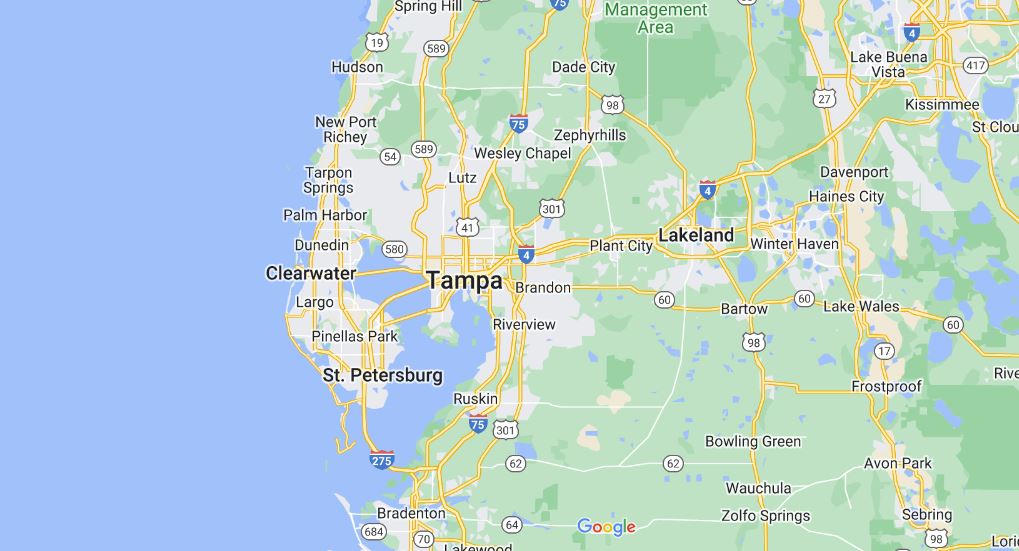 Spring Hill
75
Management
Area
4
19
589
Lake Buena
Vista
417
Hudson
Dade City
27
98
Kissimmee
New Port
Richey
75
St Clou
Zephyrhills
589
54
Wesley Chapel
Tarpon
Springs
Lutz
Davenport
4
Haines City
Palm Harbor
301
41
Lakeland
Dunedin
580
Plant City
Winter Haven
4
Clearwater
Tampa
Brandon
Largo
60
60
Bartow
Lake Wales
Riverview
60
Pinellas Park
98
17
St. Petersburg
Rive
Frostproof
Ruskin
75
301
Bowling Green
275
62
62
Avon Park
Wauchula
Bradenton
Zolfo Springs
Sebring
684
64
Google
70
98
Lakewood
Lori